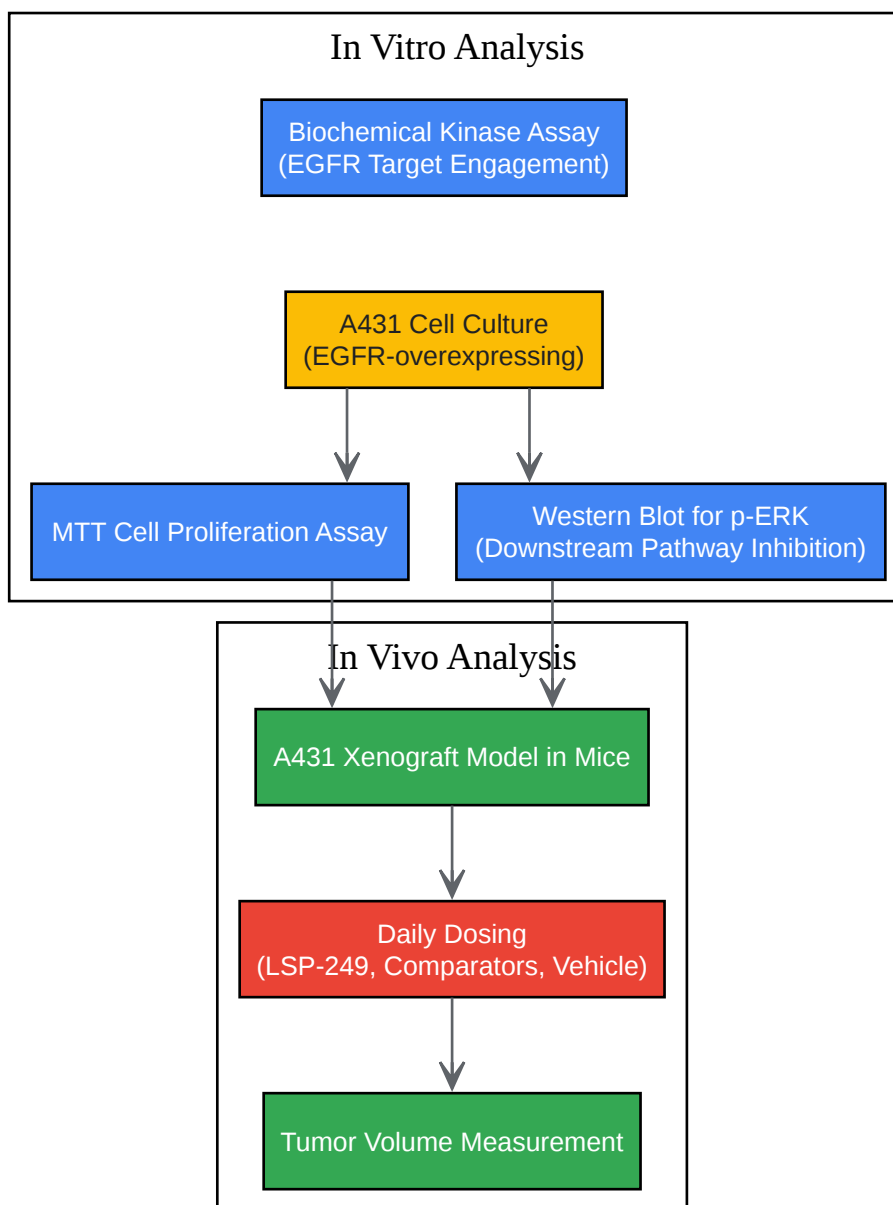 In Vitro Analysis
Biochemical Kinase Assay
(EGFR Target Engagement)
A431 Cell Culture
(EGFR-overexpressing)
MTT Cell Proliferation Assay
Western Blot for p-ERK
(Downstream Pathway Inhibition)
In Vivo Analysis
A431 Xenograft Model in Mice
Daily Dosing
(LSP-249, Comparators, Vehicle)
Tumor Volume Measurement